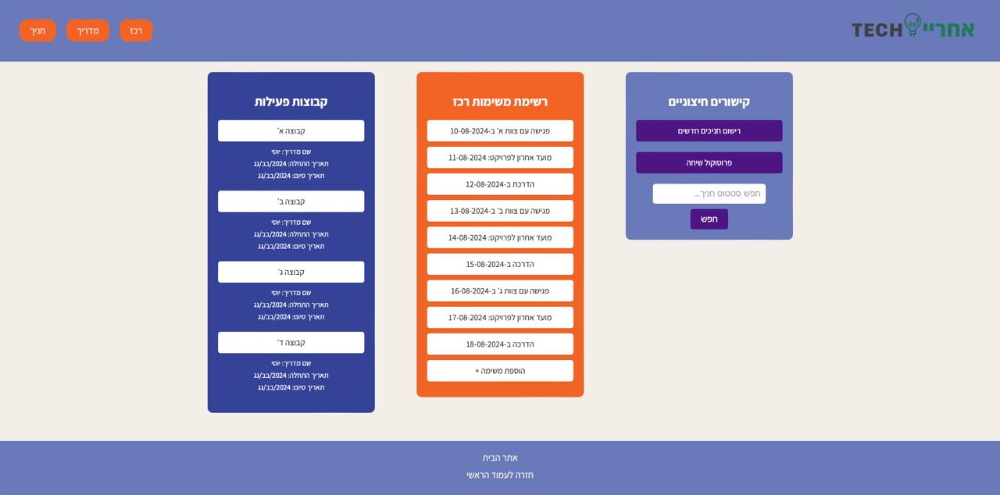 אחריי TECH
רכז
מדריך
חניך
קישורים חיצוניים
רישום חניכים חדשים
פרוטוקול שיחה
חפש סטטוס חניך...
חפש
רשימת משימות רכז
פגישה עם צוות א׳ ב-10-08-2024
מועד אחרון לפרויקט: 11-08-2024
הדרכת ב-12-08-2024
פגישה עם צוות ב׳ ב-13-08-2024
מועד אחרון לפרויקט: 14-08-2024
הדרכה ב-15-08-2024
פגישה עם צוות ג׳ ב-16-08-2024
מועד אחרון לפרויקט: 17-08-2024
הדרכה ב-18-08-2024
הוספת משימה +
קבוצות פעילות
קבוצה א׳
שם מדריך: יוסי
תאריך התחלה: 2024/בב/גג
תאריך סיום: 2024/בב/גג
קבוצה ב׳
שם מדריך: יוסי
תאריך התחלה: 2024/בב/גג
תאריך סיום: 2024/בב/גג
קבוצה ג׳
שם מדריך: יוסי
תאריך התחלה: 2024/בב/גג
תאריך סיום: 2024/בב/גג
קבוצה ד׳
שם מדריך: יוסי
תאריך התחלה: 2024/בב/גג
תאריך סיום: 2024/בב/גג
אתר הבית
חזרה לעמוד הראשי